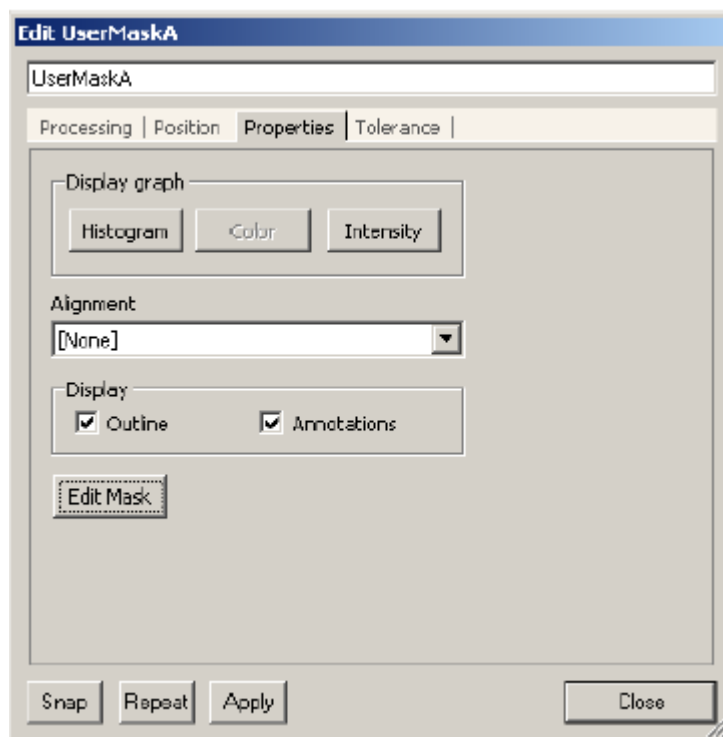 Edit UserMaskA
UserMaskA
Processing | Position Properties Tolerance |
Display graph
Histogram Color Intensity
Alignment
[None]
Display
Outline Annotations
Edit Mask
Snap Repeat Apply Close